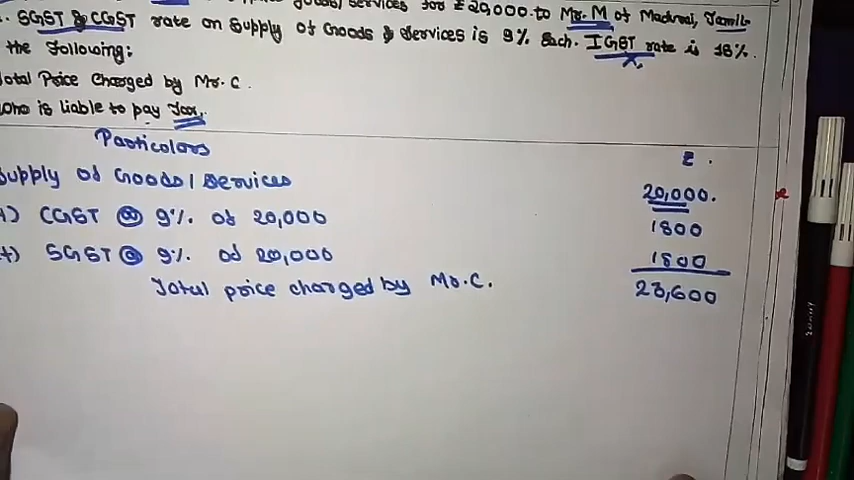 goods/services for ₹20,000 to Mr. M of Madurai, Tamil-
. SGST & CGST rate on Supply of Goods & Services is 9% Each. IGST rate is 18%.
the following:
Total Price Charged by Mr. C.
who is liable to pay Tax.
Particulars
₹.
Supply of Goods/Services
20,000.
+) CGST @ 9% of 20,000
1800
+) SGST @ 9% of 20,000
1800
Total price charged by Mr. C.
23,600